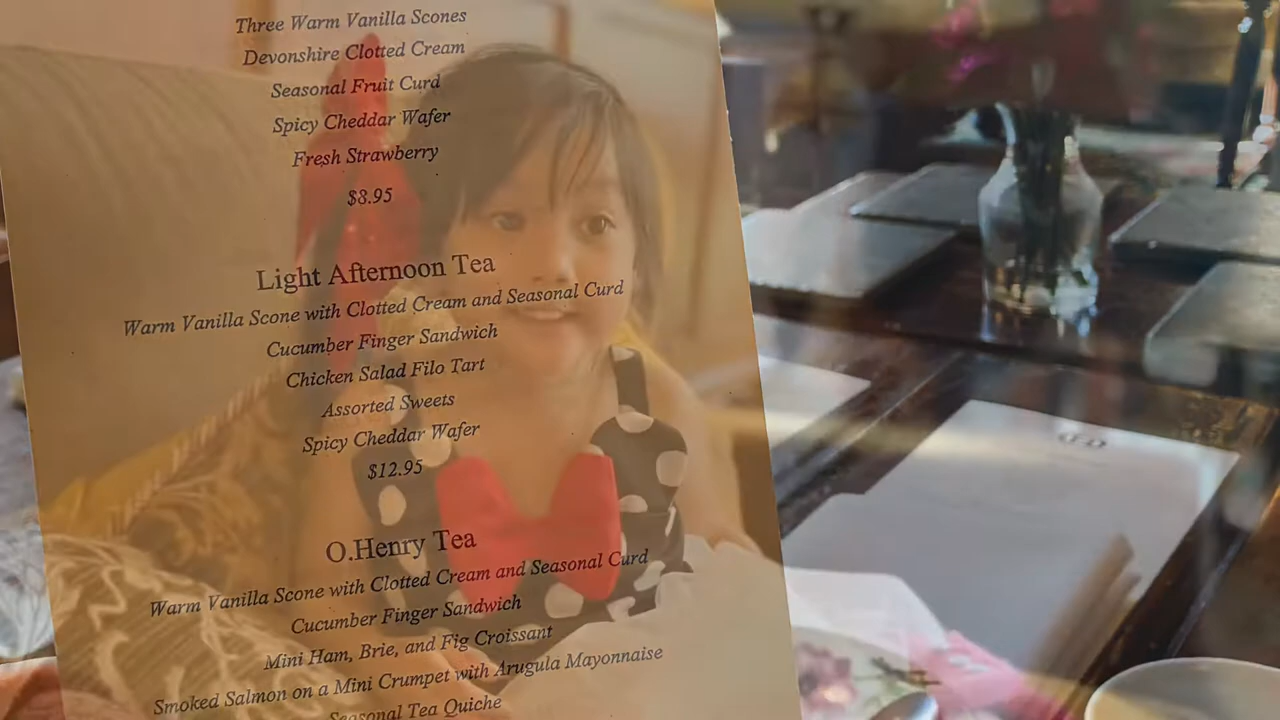 Three Warm Vanilla Scones
Devonshire Clotted Cream
Seasonal Fruit Curd
Spicy Cheddar Wafer
Fresh Strawberry
$8.95
Light Afternoon Tea
Warm Vanilla Scone with Clotted Cream and Seasonal Curd
Cucumber Finger Sandwich
Chicken Salad Filo Tart
Assorted Sweets
Spicy Cheddar Wafer
$12.95
O.Henry Tea
Warm Vanilla Scone with Clotted Cream and Seasonal Curd
Cucumber Finger Sandwich
Mini Ham, Brie, and Fig Croissant
Smoked Salmon on a Mini Crumpet with Arugula Mayonnaise
Seasonal Tea Quiche